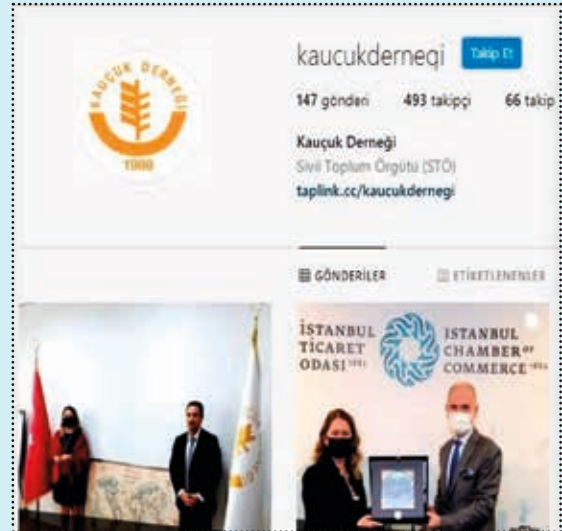 KAUÇUK DERNEĞİ
kaucukdernegi Takip Et
147 gönderi 493 takipçi 66 takip
Kauçuk Derneği
Sivil Toplum Örgütü (STÖ)
taplink.cc/kaucukdernegi
GÖNDERİLER ETİKETLENENLER
İSTANBUL
TİCARET
ODASI
ISTANBUL
CHAMBER OF
COMMERCE